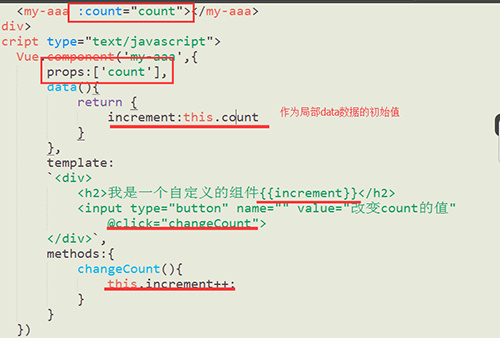 <my-aaa :count="count"></my-aaa>
div>
cript type="text/javascript">
Vue.component('my-aaa',{
props:['count'],
data(){
return {
increment:this.count 作为局部data数据的初始值
}
},
template:
`<div>
<h2>我是一个自定义的组件{{increment}}</h2>
<input type="button" name="" value="改变count的值"
@click="changeCount">
</div>`,
methods:{
changeCount(){
this.increment++;
}
}
})